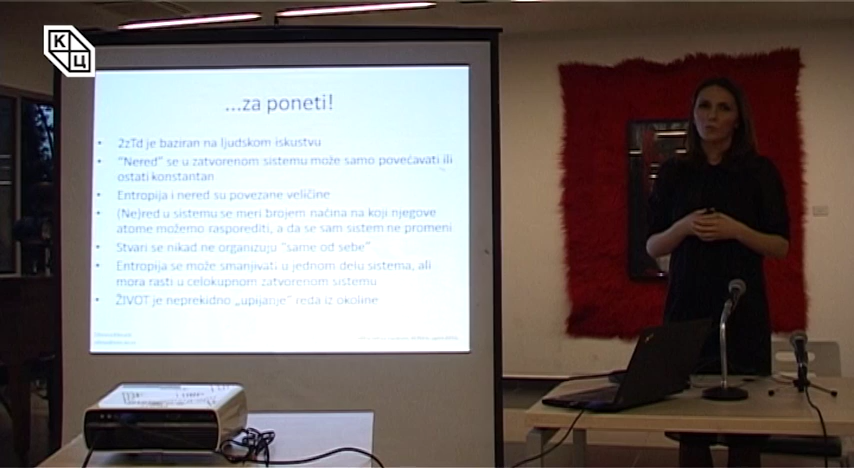 К
Ц
...za poneti!
• 2zTd je baziran na ljudskom iskustvu
• "Nered" se u zatvorenom sistemu može samo povećavati ili
ostati konstantan
• Entropija i nered su povezane veličine
• (Ne)red u sistemu se meri brojem načina na koji njegove
atome možemo rasporediti, a da se sam sistem ne promeni
• Stvari se nikad ne organizuju "same od sebe"
• Entropija se može smanjivati u jednom delu sistema, ali
mora rasti u celokupnom zatvorenom sistemu
• ŽIVOT je neprekidno „upijanje" reda iz okoline